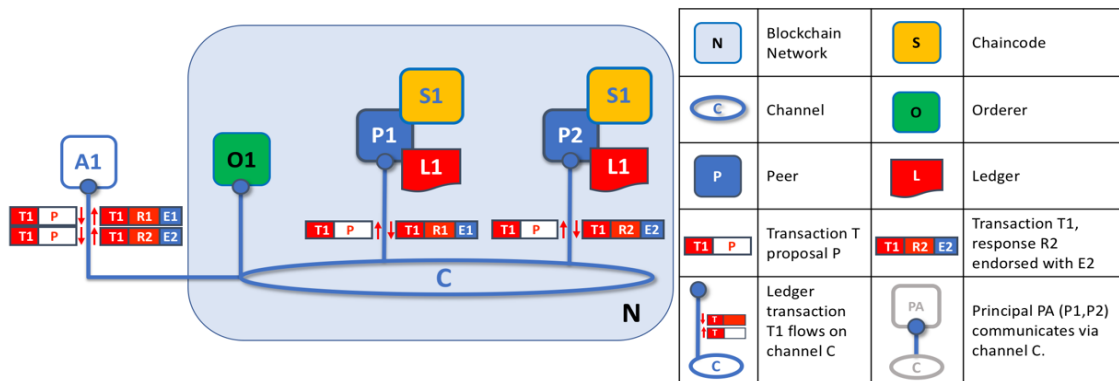 S1
S1
P1
P2
A1
O1
L1
L1
T1 P
T1 R1 E1
T1 P
T1 R2 E2
T1 P
T1 R1 E1
T1 P
T1 R2 E2
C
N
N
Blockchain
Network
S
Chaincode
C
Channel
O
Orderer
P
Peer
L
Ledger
T1 P
Transaction T
proposal P
T1 R2 E2
Transaction T1,
response R2
endorsed with E2
T
T
C
Ledger
transaction
T1 flows on
channel C
PA
C
Principal PA (P1,P2)
communicates via
channel C.